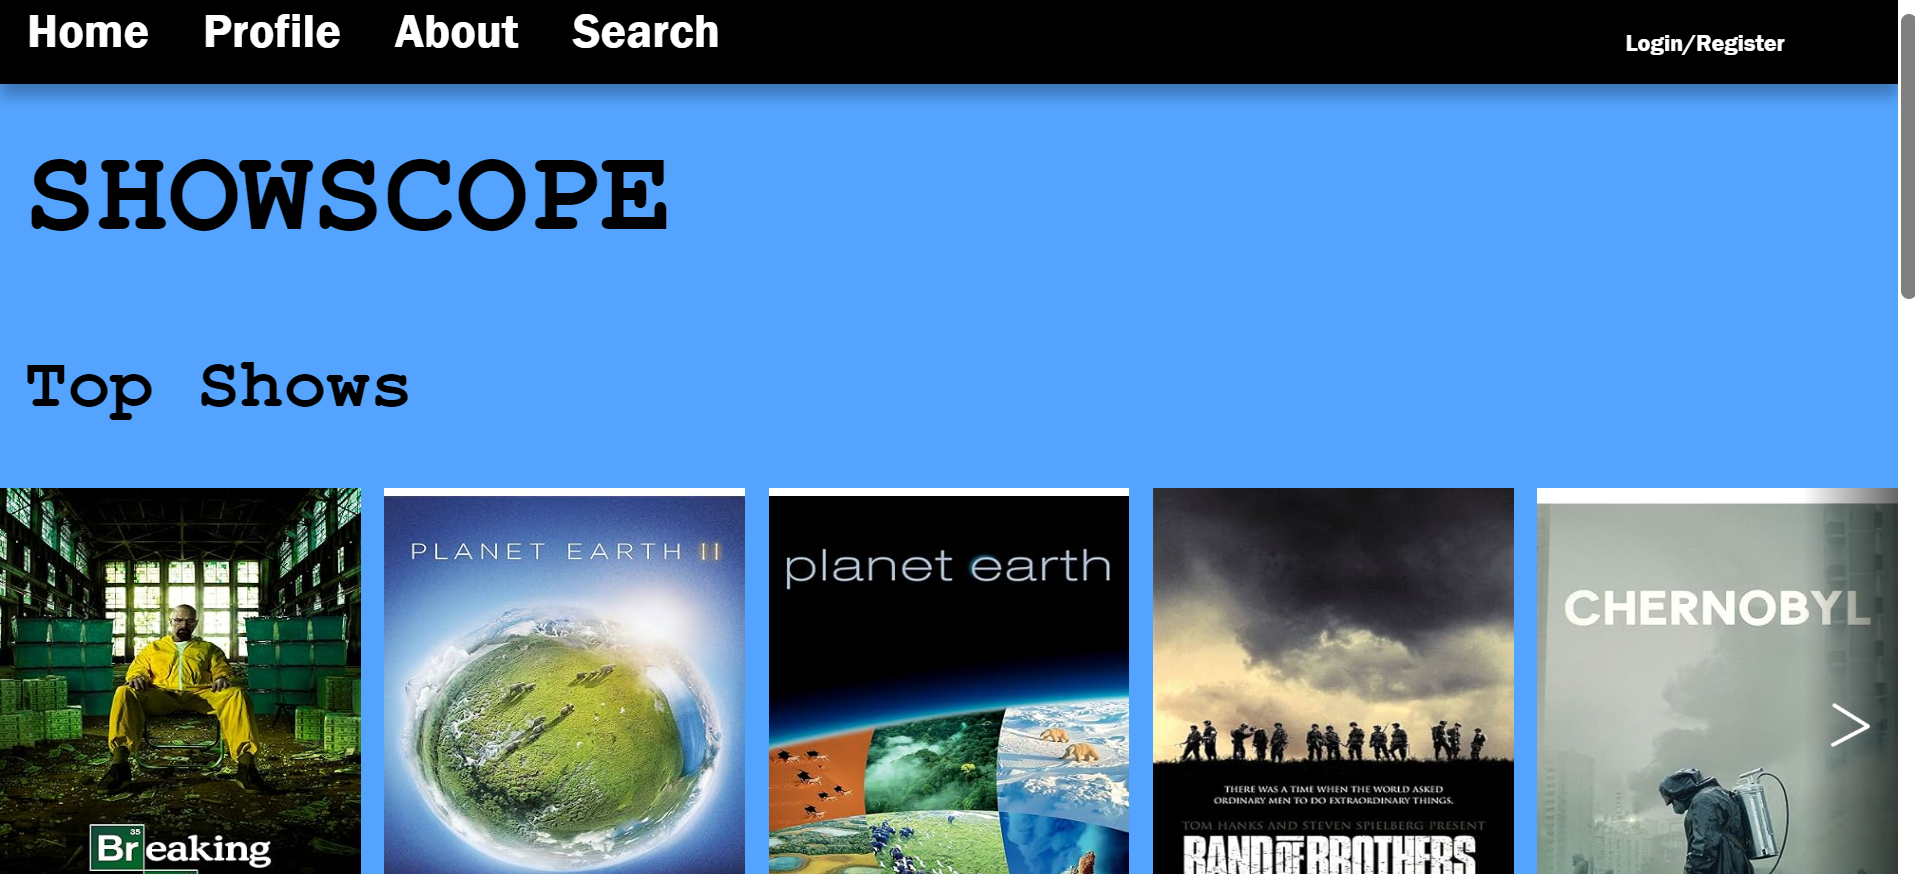 Home Profile About Search Login/Register
SHOWSCOPE
Top Shows
35
Breaking
PLANET EARTH II
planet earth
THERE WAS A TIME WHEN THE WORLD ASKED
ORDINARY MEN TO DO EXTRAORDINARY THINGS.
TOM HANKS AND STEVEN SPIELBERG PRESENT
BAND OF BROTHERS
CHERNOBYL